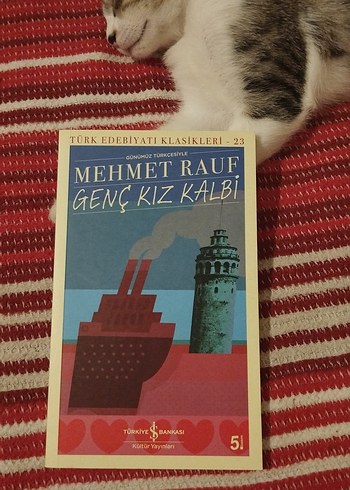 TÜRK EDEBİYATI KLASİKLERİ - 23
GÜNÜMÜZ TÜRKÇESİYLE
MEHMET RAUF
GENÇ KIZ KALBİ
TÜRKİYE İŞ BANKASI
Kültür Yayınları